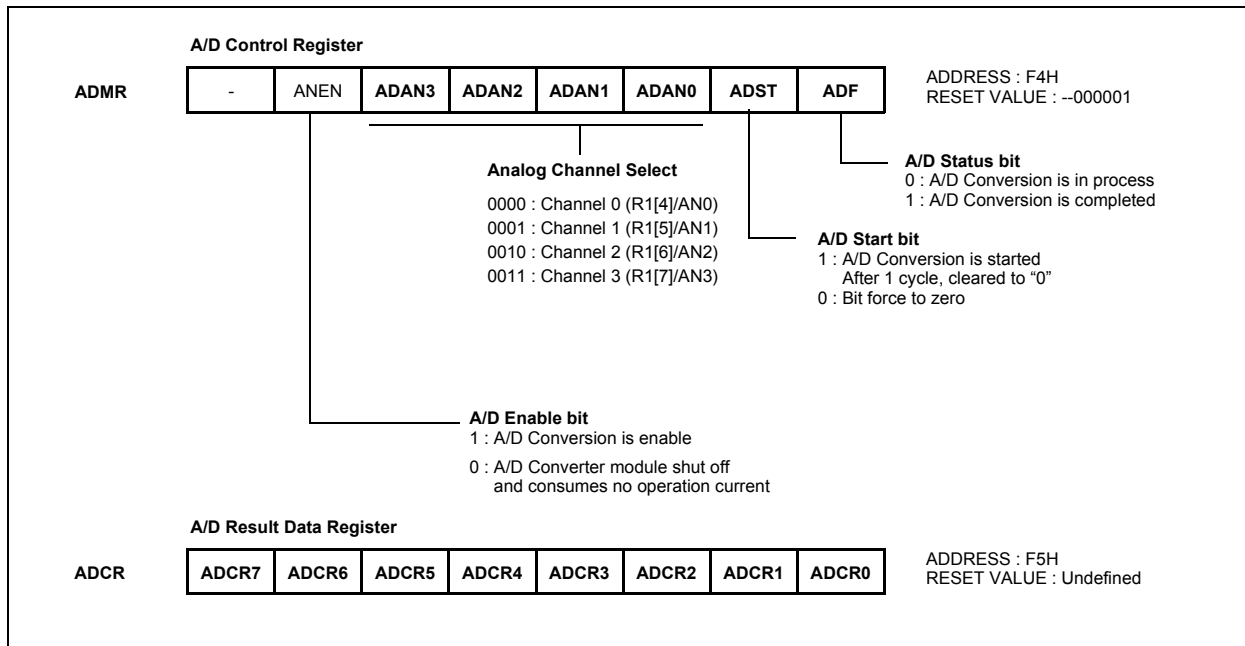 A/D Control Register
ADMR - ANEN ADAN3 ADAN2 ADAN1 ADAN0 ADST ADF
ADDRESS : F4H
RESET VALUE : --000001
A/D Status bit
0 : A/D Conversion is in process
1 : A/D Conversion is completed
Analog Channel Select
0000 : Channel 0 (R1[4]/AN0)
0001 : Channel 1 (R1[5]/AN1)
0010 : Channel 2 (R1[6]/AN2)
0011 : Channel 3 (R1[7]/AN3)
A/D Start bit
1 : A/D Conversion is started
After 1 cycle, cleared to “0”
0 : Bit force to zero
A/D Enable bit
1 : A/D Conversion is enable
0 : A/D Converter module shut off
and consumes no operation current
A/D Result Data Register
ADCR ADCR7 ADCR6 ADCR5 ADCR4 ADCR3 ADCR2 ADCR1 ADCR0
ADDRESS : F5H
RESET VALUE : Undefined